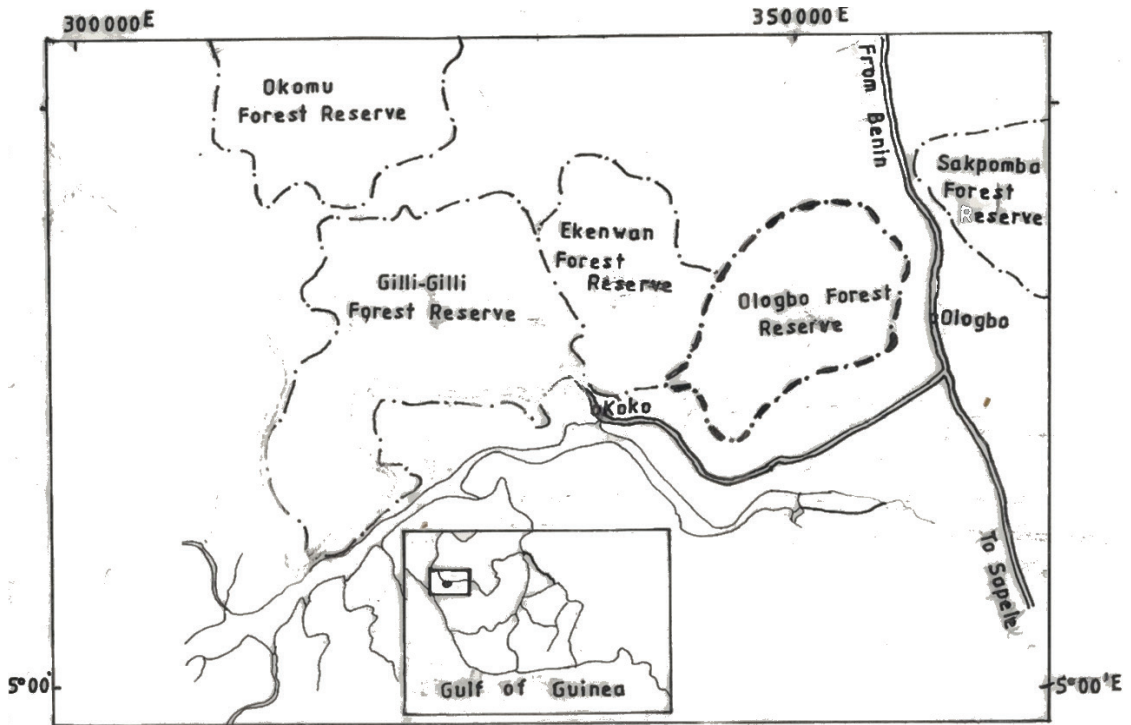 300000E
350000E
Okomu
Forest Reserve
From Benin
Sakpomba
Forest
Reserve
Ekenwan
Forest
Reserve
Gilli-Gilli
Forest Reserve
Ologbo Forest
Reserve
Ologbo
Koko
To Sapele
5°00'
5°00'E
Gulf of Guinea